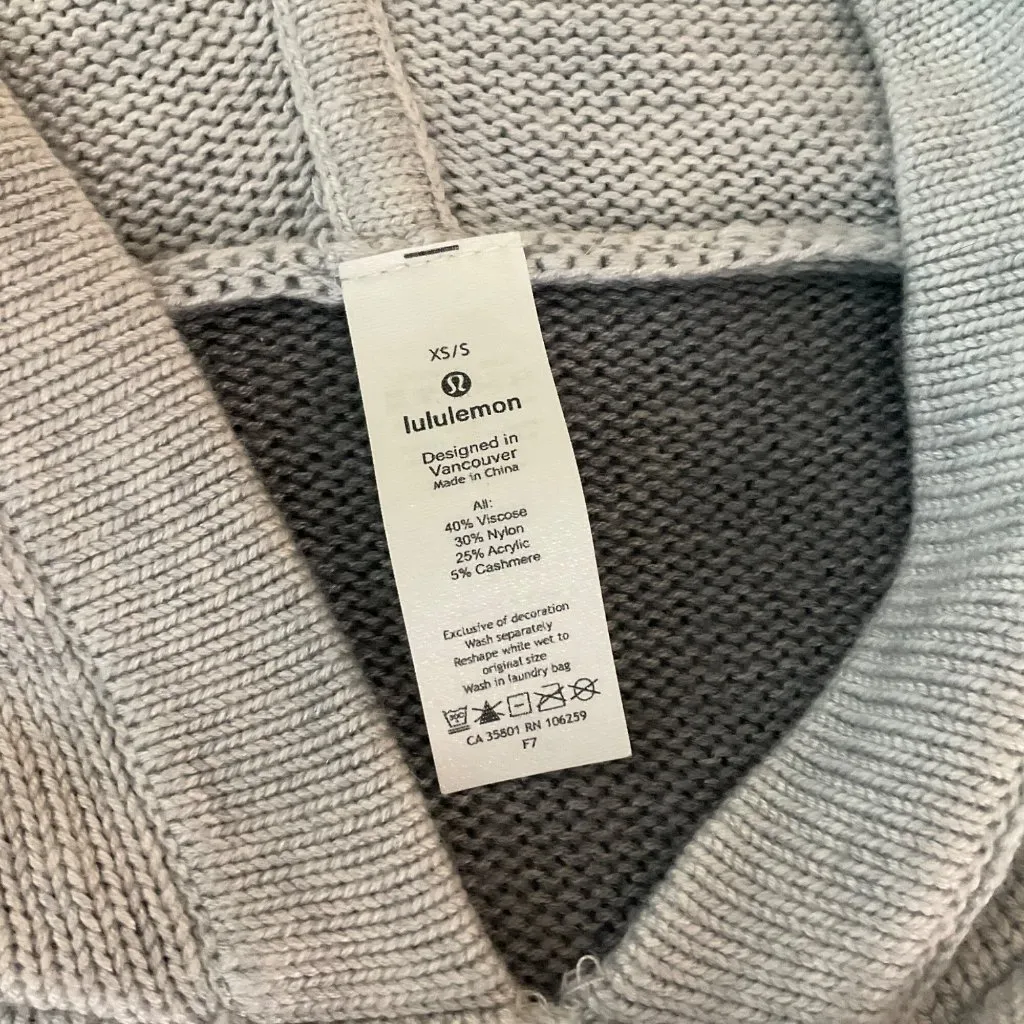 XS/S
lululemon
Designed in
Vancouver
Made in China
All:
40% Viscose
30% Nylon
25% Acrylic
5% Cashmere
Exclusive of decoration
Wash separately
Reshape while wet to
original size
Wash in laundry bag
30C
CA 35801 RN 106259
F7